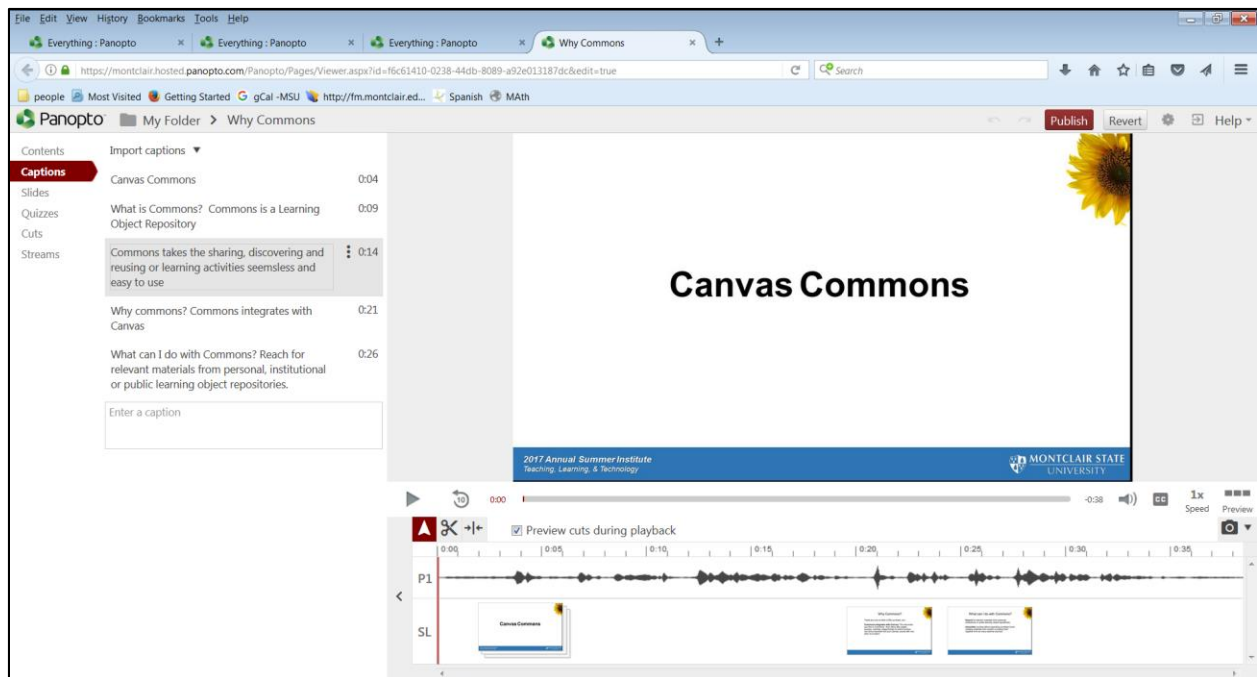 File Edit View History Bookmarks Tools Help
Everything : Panopto × Everything : Panopto × Everything : Panopto × Why Commons × +
https://montclair.hosted.panopto.com/Panopto/Pages/Viewer.aspx?id=f6c61410-0238-44db-8089-a92e013187dc&edit=true Search
people Most Visited Getting Started gCal -MSU http://fm.montclair.ed... Spanish MAth
Panopto My Folder > Why Commons Publish Revert Help
Contents
Captions
Slides
Quizzes
Cuts
Streams
Import captions
Canvas Commons 0:04
What is Commons? Commons is a Learning 0:09
Object Repository
Commons takes the sharing, discovering and 0:14
reusing or learning activities seemsless and
easy to use
Why commons? Commons integrates with 0:21
Canvas
What can I do with Commons? Reach for 0:26
relevant materials from personal, institutional
or public learning object repositories.
Enter a caption
Canvas Commons
2017 Annual Summer Institute
Teaching, Learning, & Technology
MONTCLAIR STATE
UNIVERSITY
10 0:00 -0:38 CC 1x
Speed Preview
Preview cuts during playback
0:00 0:05 0:10 0:15 0:20 0:25 0:30 0:35
P1
SL
Canvas Commons
Why Commons?
What can I do with Commons?